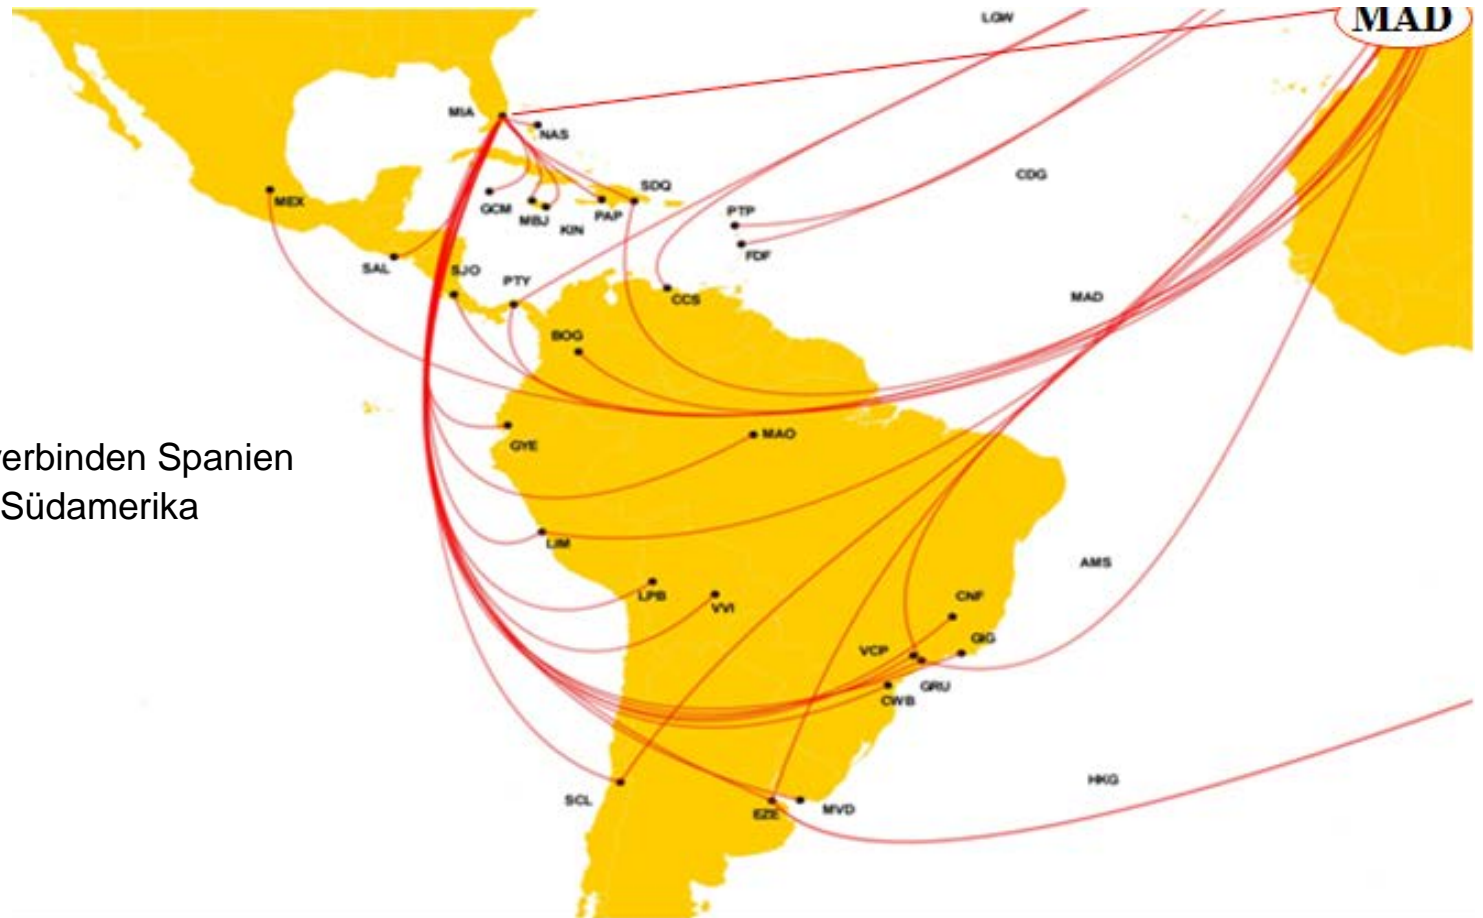 LGW
MAD
MIA
NAS
CDG
SDQ
MEX
GCM
MBJ
KIN
PAP
PTP
FDF
SAL
SJO
PTY
CCS
MAD
BOG
GYE
MAO
verbinden Spanien
Südamerika
LIM
AMS
LPB
VVI
CNF
VCP
GIG
GRU
CWB
HKG
SCL
EZE
MVD